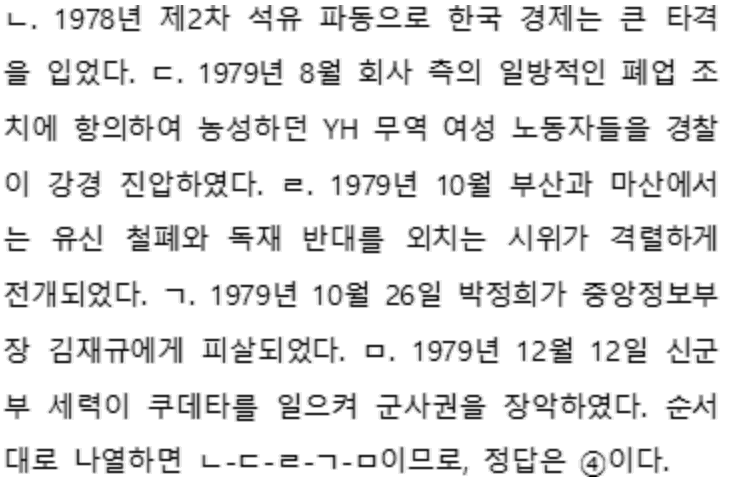 ㄴ. 1978년 제2차 석유 파동으로 한국 경제는 큰 타격
을 입었다. ㄷ. 1979년 8월 회사 측의 일방적인 폐업 조
치에 항의하여 농성하던 YH 무역 여성 노동자들을 경찰
이 강경 진압하였다. ㄹ. 1979년 10월 부산과 마산에서
는 유신 철폐와 독재 반대를 외치는 시위가 격렬하게
전개되었다. ㄱ. 1979년 10월 26일 박정희가 중앙정보부
장 김재규에게 피살되었다. ㅁ. 1979년 12월 12일 신군
부 세력이 쿠데타를 일으켜 군사권을 장악하였다. 순서
대로 나열하면 ㄴ-ㄷ-ㄹ-ㄱ-ㅁ이므로, 정답은 ④이다.